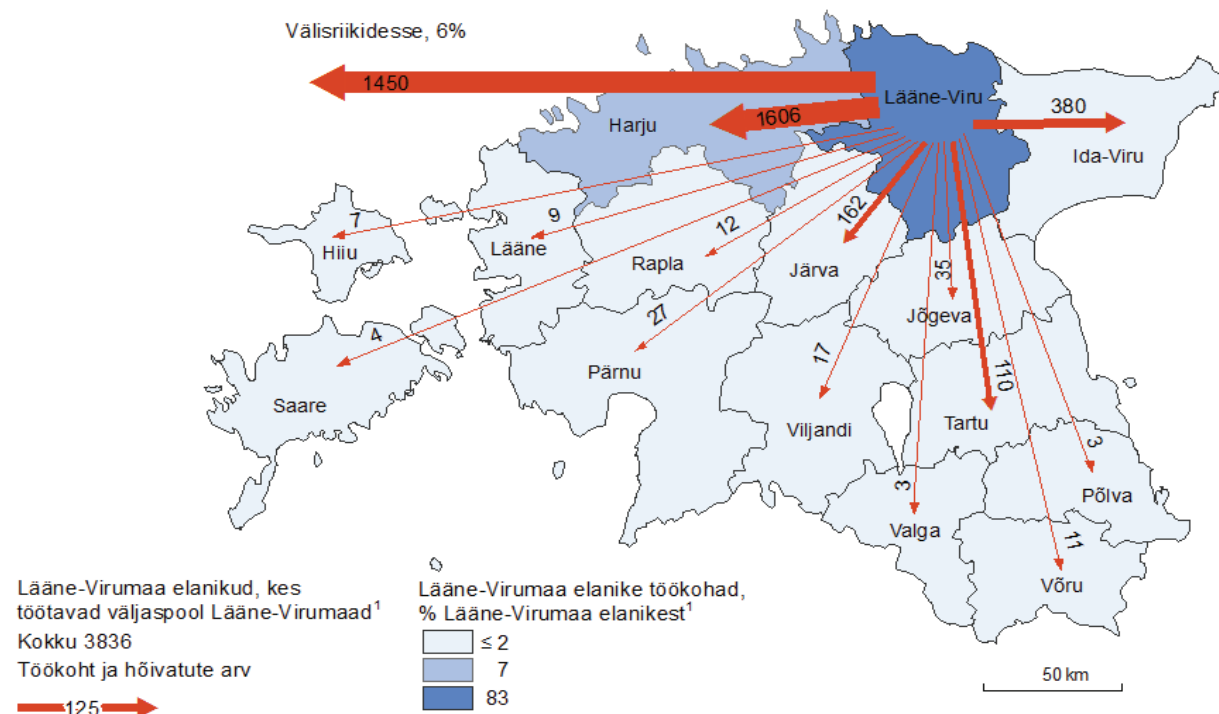 Välisriikidesse, 6%
1450
Lääne-Viru
1606
380
Harju
Ida-Viru
7
9
12
162
Hiiu
Lääne
Rapla
Järva
35
Jõgeva
4
27
17
110
Pärnu
Saare
Viljandi
Tartu
3
3
Põlva
Valga
11
Võru
Lääne-Virumaa elanikud, kes
töötavad väljaspool Lääne-Virumaad¹
Kokku 3836
Töökoht ja hõivatute arv
125
Lääne-Virumaa elanike töökohad,
% Lääne-Virumaa elanikest¹
≤ 2
7
83
50 km